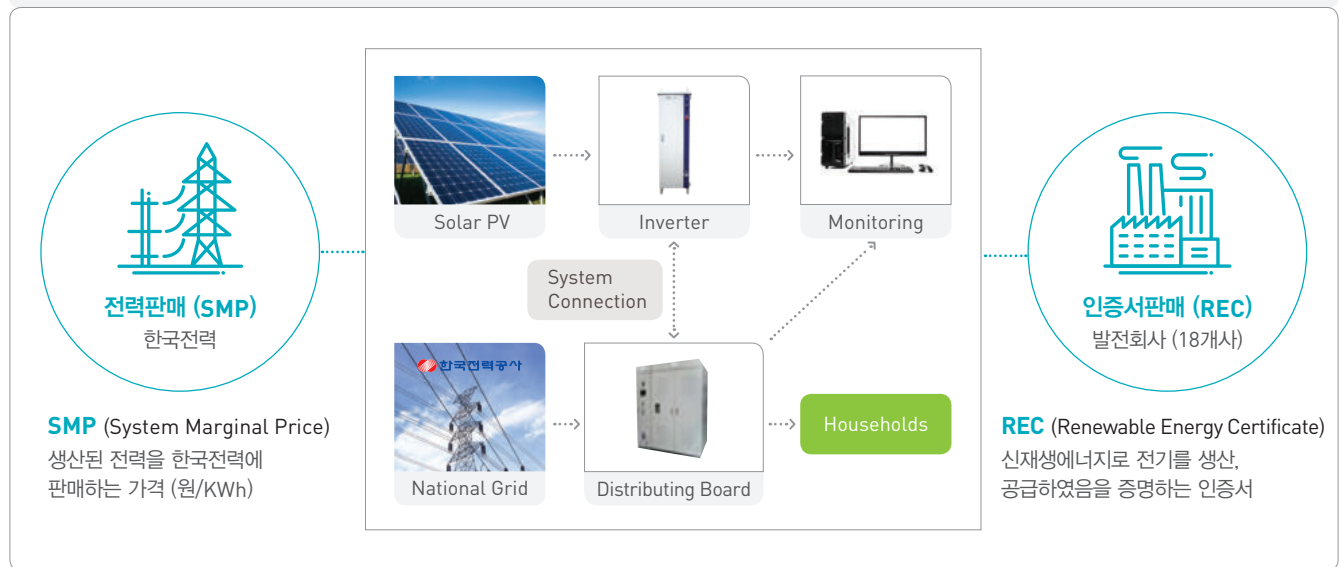 전력판매 (SMP)
한국전력
SMP (System Marginal Price)
생산된 전력을 한국전력에
판매하는 가격 (원/KWh)
Solar PV
Inverter
Monitoring
System
Connection
한국전력공사
National Grid
Distributing Board
Households
인증서판매 (REC)
발전회사 (18개사)
REC (Renewable Energy Certificate)
신재생에너지로 전기를 생산,
공급하였음을 증명하는 인증서